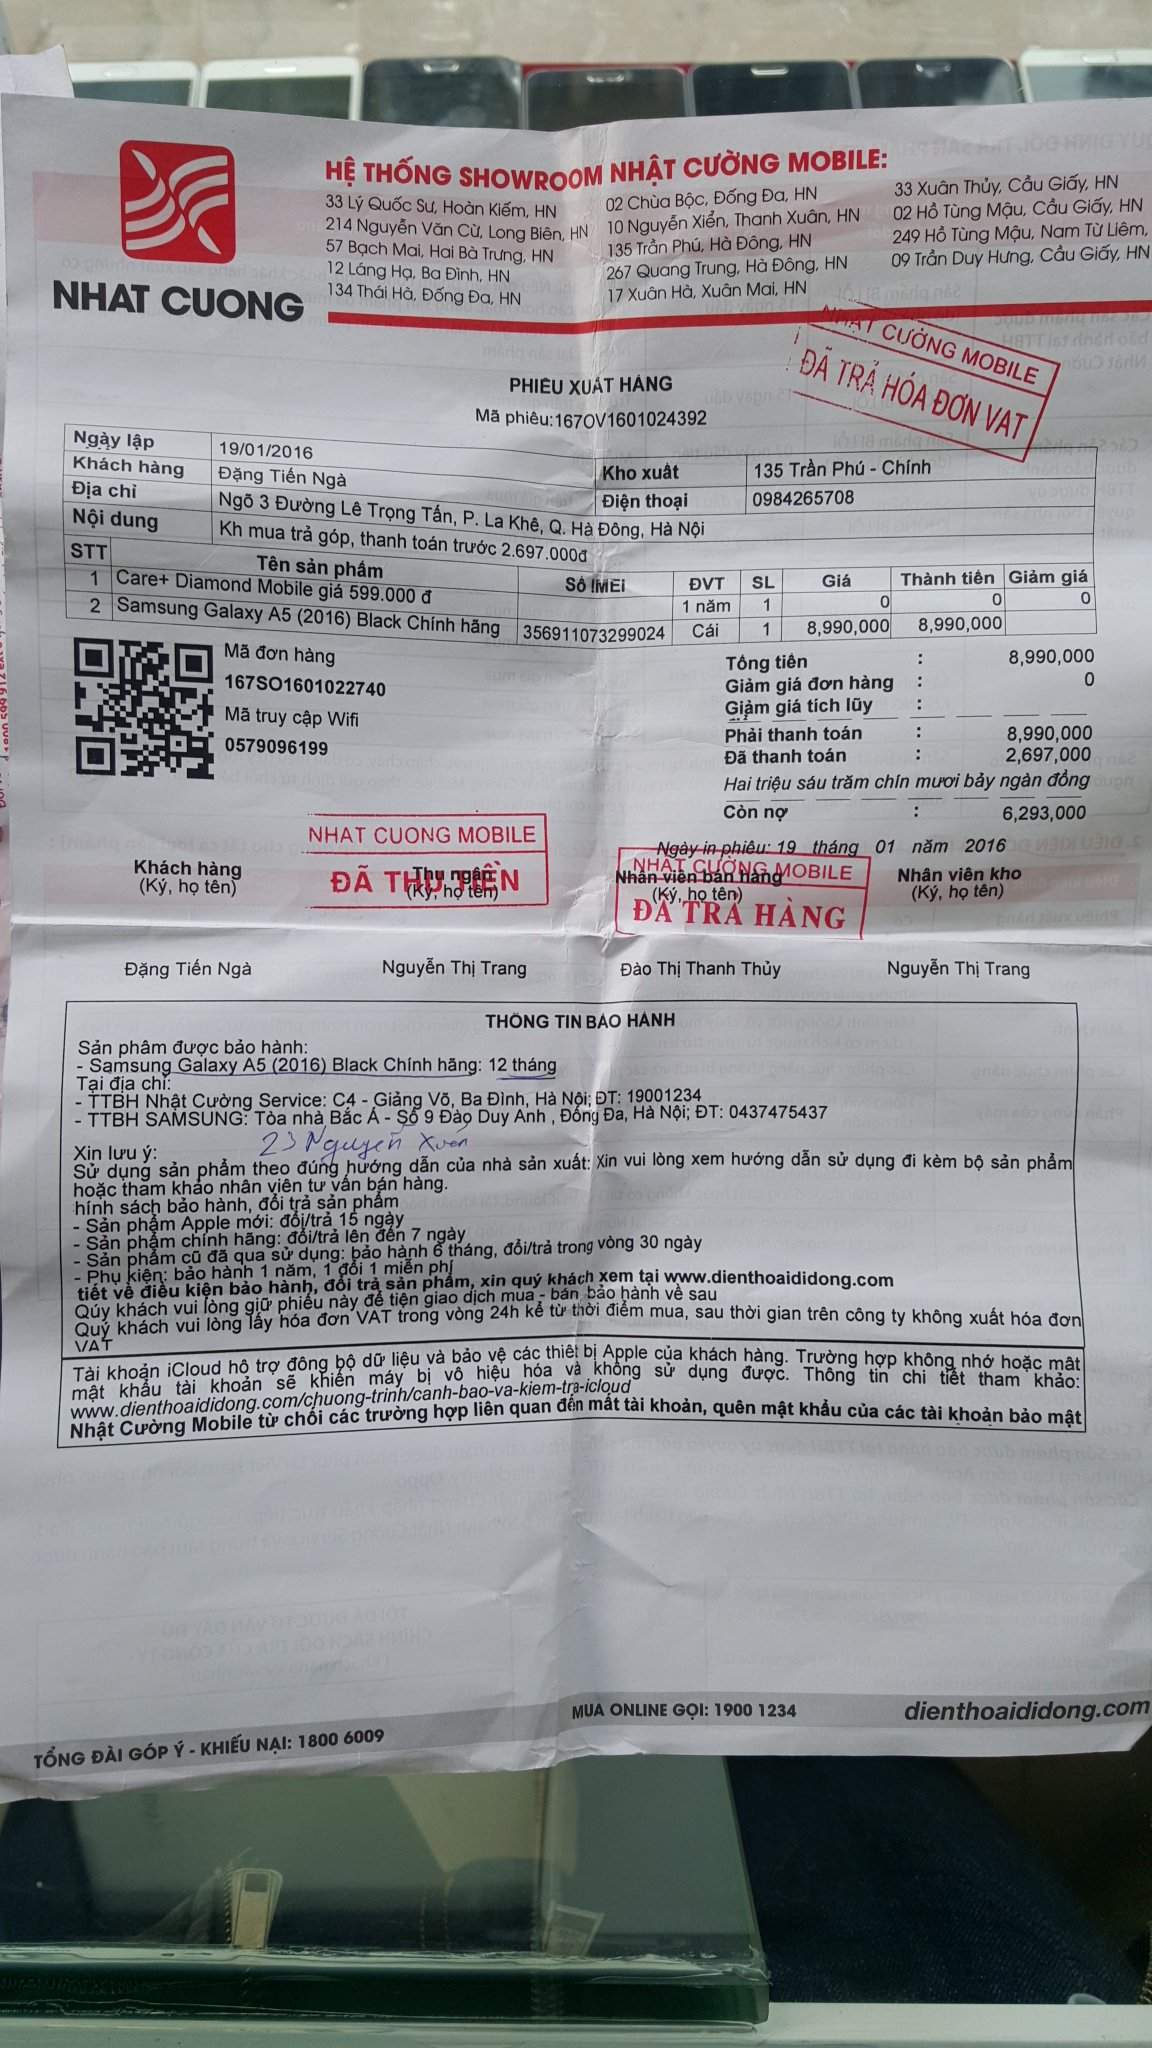 NHAT CUONG
HỆ THỐNG SHOWROOM NHẬT CƯỜNG MOBILE:
33 Lý Quốc Sư, Hoàn Kiếm, HN
214 Nguyễn Văn Cừ, Long Biên, HN
57 Bạch Mai, Hai Bà Trưng, HN
12 Láng Hạ, Ba Đình, HN
134 Thái Hà, Đống Đa, HN
02 Chùa Bộc, Đống Đa, HN
10 Nguyễn Xiển, Thanh Xuân, HN
135 Trần Phú, Hà Đông, HN
267 Quang Trung, Hà Đông, HN
17 Xuân Hà, Xuân Mai, HN
33 Xuân Thủy, Cầu Giấy, HN
02 Hồ Tùng Mậu, Cầu Giấy, HN
249 Hồ Tùng Mậu, Nam Từ Liêm,
09 Trần Duy Hưng, Cầu Giấy, HN
NHẬT CƯỜNG MOBILE
ĐÃ TRẢ HÓA ĐƠN VAT
PHIẾU XUẤT HÀNG
Mã phiếu:167OV1601024392
Ngày lập 19/01/2016
Khách hàng Đặng Tiến Ngà Kho xuất 135 Trần Phú - Chính
Địa chỉ Ngõ 3 Đường Lê Trọng Tấn, P. La Khê, Q. Hà Đông, Hà Nội Điện thoại 0984265708
Nội dung Kh mua trả góp, thanh toán trước 2.697.000đ
STT Tên sản phẩm Số IMEI ĐVT SL Giá Thành tiền Giảm giá
1 Care+ Diamond Mobile giá 599.000 đ 1 năm 1 0 0 0
2 Samsung Galaxy A5 (2016) Black Chính hãng 356911073299024 Cái 1 8,990,000 8,990,000
Mã đơn hàng
167SO1601022740
Mã truy cập Wifi
0579096199
Tổng tiền : 8,990,000
Giảm giá đơn hàng : 0
Giảm giá tích lũy :
Phải thanh toán : 8,990,000
Đã thanh toán : 2,697,000
Hai triệu sáu trăm chín mươi bảy ngàn đồng
Còn nợ : 6,293,000
Ngày in phiếu: 19 tháng 01 năm 2016
Khách hàng
(Ký, họ tên)
Thu ngân
(Ký, họ tên)
Nhân viên bán hàng
(Ký, họ tên)
Nhân viên kho
(Ký, họ tên)
NHAT CUONG MOBILE
ĐÃ THU TIỀN
NHẬT CƯỜNG MOBILE
ĐÃ TRẢ HÀNG
Đặng Tiến Ngà Nguyễn Thị Trang Đào Thị Thanh Thủy Nguyễn Thị Trang
THÔNG TIN BẢO HÀNH
Sản phẩm được bảo hành:
- Samsung Galaxy A5 (2016) Black Chính hãng: 12 tháng
Tại địa chỉ:
- TTBH Nhật Cường Service: C4 - Giảng Võ, Ba Đình, Hà Nội; ĐT: 19001234
- TTBH SAMSUNG: Tòa nhà Bắc Á - Số 9 Đào Duy Anh , Đống Đa, Hà Nội; ĐT: 0437475437
23 Nguyễn
Xin lưu ý:
Sử dụng sản phẩm theo đúng hướng dẫn của nhà sản xuất: Xin vui lòng xem hướng dẫn sử dụng đi kèm bộ sản phẩm
hoặc tham khảo nhân viên tư vấn bán hàng.
hính sách bảo hành, đổi trả sản phẩm
- Sản phẩm Apple mới: đổi/trả 15 ngày
- Sản phẩm chính hãng: đổi/trả lên đến 7 ngày
- Sản phẩm cũ đã qua sử dụng: bảo hành 6 tháng, đổi/trả trong vòng 30 ngày
- Phụ kiện: bảo hành 1 năm, 1 đổi 1 miễn phí
tiết về điều kiện bảo hành, đổi trả sản phẩm, xin quý khách xem tại www.dienthoaididong.com
Qúy khách vui lòng giữ phiếu này để tiện giao dịch mua - bán, bảo hành về sau
Quý khách vui lòng lấy hóa đơn VAT trong vòng 24h kể từ thời điểm mua, sau thời gian trên công ty không xuất hóa đơn
VAT
Tài khoản iCloud hỗ trợ đồng bộ dữ liệu và bảo vệ các thiết bị Apple của khách hàng. Trường hợp không nhớ hoặc mất
mật khẩu tài khoản sẽ khiến máy bị vô hiệu hóa và không sử dụng được. Thông tin chi tiết tham khảo:
www.dienthoaididong.com/chuong-trinh/canh-bao-va-kiem-tra-icloud
Nhật Cường Mobile từ chối các trường hợp liên quan đến mất tài khoản, quên mật khẩu của các tài khoản bảo mật
TỔNG ĐÀI GÓP Ý - KHIẾU NẠI: 1800 6009
MUA ONLINE GỌI: 1900 1234
dienthoaididong.com